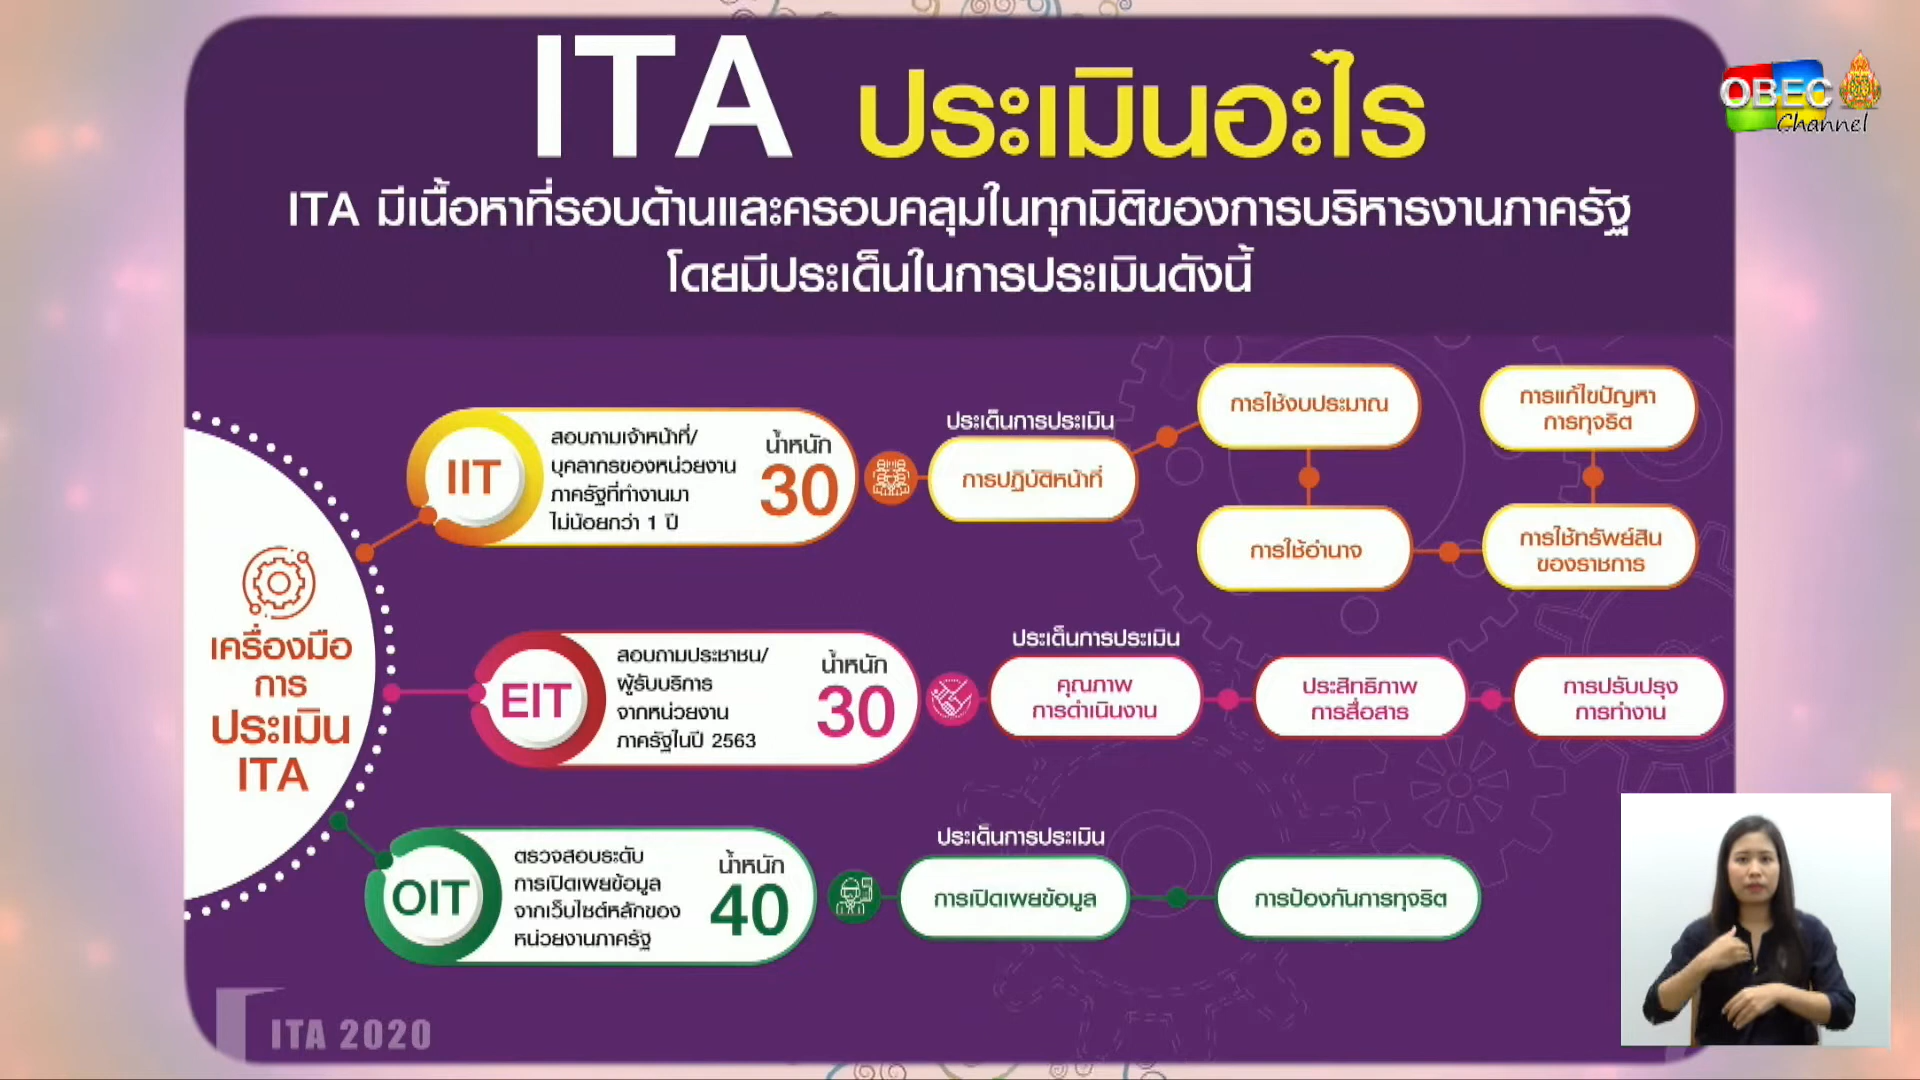 ITA ประเมินอะไร
OBEC
Channel
ITA มีเนื้อหาที่รอบด้านและครอบคลุมในทุกมิติของการบริหารงานภาครัฐ
โดยมีประเด็นในการประเมินดังนี้
เครื่องมือ
การ
ประเมิน
ITA
IIT
สอบถามเจ้าหน้าที่/
บุคลากรของหน่วยงาน
ภาครัฐที่ทำงานมา
ไม่น้อยกว่า 1 ปี
น้ำหนัก
30
ประเด็นการประเมิน
การปฏิบัติหน้าที่
การใช้งบประมาณ
การใช้อำนาจ
การใช้ทรัพย์สิน
ของราชการ
การแก้ไขปัญหา
การทุจริต
EIT
สอบถามประชาชน/
ผู้รับบริการ
จากหน่วยงาน
ภาครัฐในปี 2563
น้ำหนัก
30
ประเด็นการประเมิน
คุณภาพ
การดำเนินงาน
ประสิทธิภาพ
การสื่อสาร
การปรับปรุง
การทำงาน
OIT
ตรวจสอบระดับ
การเปิดเผยข้อมูล
จากเว็บไซต์หลักของ
หน่วยงานภาครัฐ
น้ำหนัก
40
ประเด็นการประเมิน
การเปิดเผยข้อมูล
การป้องกันการทุจริต
ITA 2020